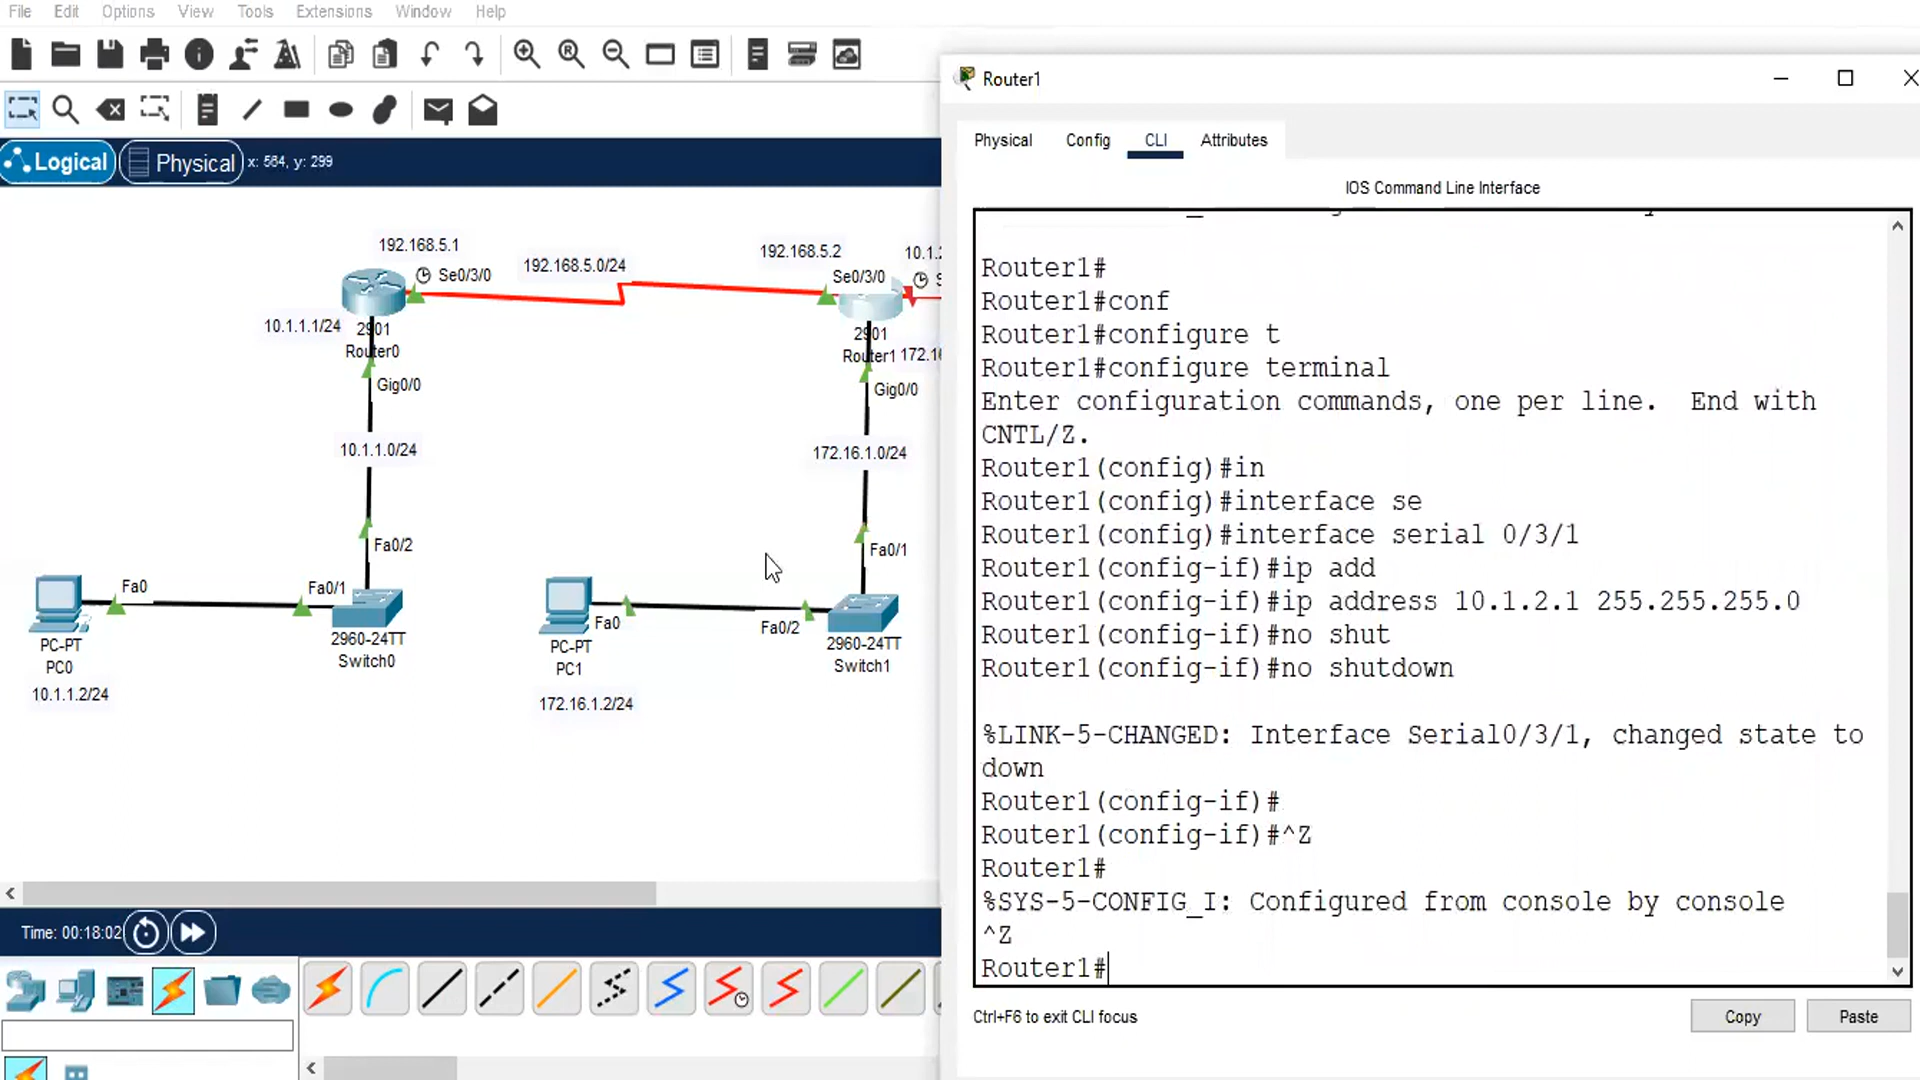 File Edit Options View Tools Extensions Window Help
Logical
Physical
x: 564, y: 299
192.168.5.1
Se0/3/0
192.168.5.0/24
192.168.5.2
Se0/3/0
10.1.1.1/24
2901
Router0
Gig0/0
2901
Router1
Gig0/0
10.1.1.0/24
172.16.1.0/24
Fa0/2
Fa0/1
Fa0
Fa0/1
Fa0
Fa0/2
PC-PT
PC0
10.1.1.2/24
2960-24TT
Switch0
PC-PT
PC1
172.16.1.2/24
2960-24TT
Switch1
Time: 00:18:02
Router1
Physical Config CLI Attributes
IOS Command Line Interface
Router1#
Router1#conf
Router1#configure t
Router1#configure terminal
Enter configuration commands, one per line. End with
CNTL/Z.
Router1(config)#in
Router1(config)#interface se
Router1(config)#interface serial 0/3/1
Router1(config-if)#ip add
Router1(config-if)#ip address 10.1.2.1 255.255.255.0
Router1(config-if)#no shut
Router1(config-if)#no shutdown
%LINK-5-CHANGED: Interface Serial0/3/1, changed state to
down
Router1(config-if)#
Router1(config-if)#^Z
Router1#
%SYS-5-CONFIG_I: Configured from console by console
^Z
Router1#
Ctrl+F6 to exit CLI focus
Copy
Paste